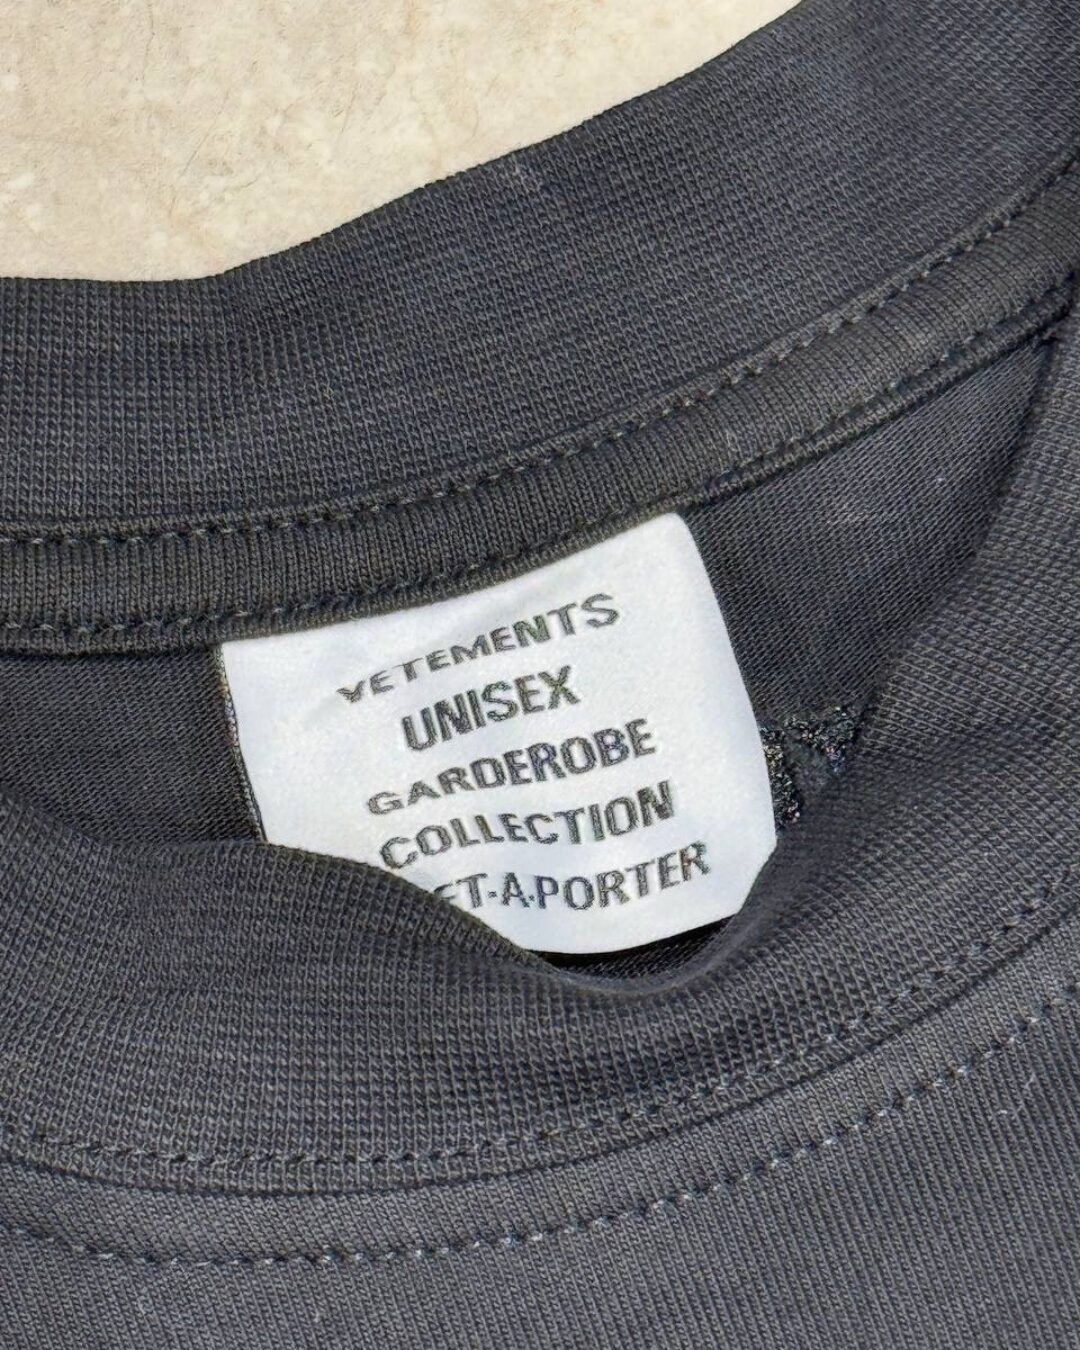 VETEMENTS
UNISEX
GARDEROBE
COLLECTION
ET-A-PORTER